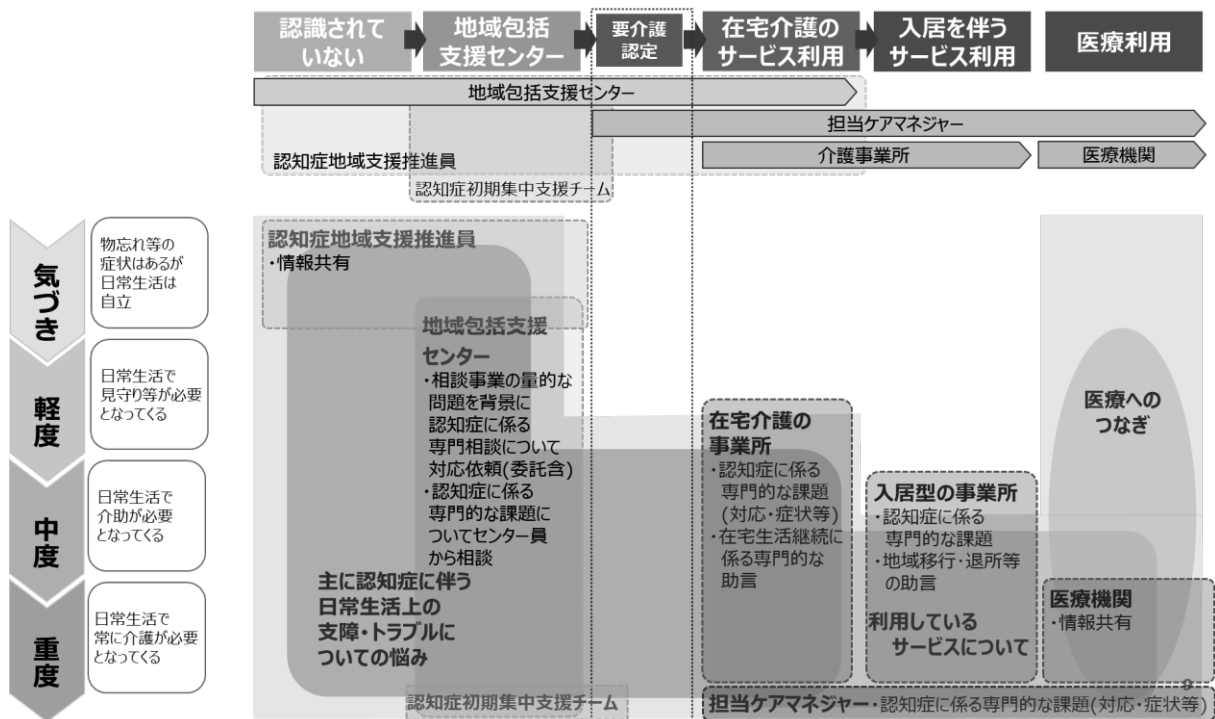 認識されて
いない
地域包括
支援センター
要介護
認定
在宅介護の
サービス利用
入居を伴う
サービス利用
医療利用
地域包括支援センター
担当ケアマネジャー
認知症地域支援推進員
介護事業所
医療機関
認知症初期集中支援チーム
気づき
物忘れ等の
症状はあるが
日常生活は
自立
軽度
日常生活で
見守り等が必要
となってくる
中度
日常生活で
介助が必要
となってくる
重度
日常生活で
常に介護が必要
となってくる
認知症地域支援推進員
・情報共有
地域包括支援
センター
・相談事業の量的な
問題を背景に
認知症に係る
専門相談について
対応依頼(委託含)
・認知症に係る
専門的な課題に
ついてセンター員
から相談
主に認知症に伴う
日常生活上の
支障・トラブルに
ついての悩み
認知症初期集中支援チーム
在宅介護の
事業所
・認知症に係る
専門的な課題
(対応・症状等)
・在宅生活継続に
係る専門的な
助言
入居型の事業所
・認知症に係る
専門的な課題
・地域移行・退所等
の助言
利用している
サービスについて
医療への
つなぎ
医療機関
・情報共有
9
担当ケアマネジャー・認知症に係る専門的な課題(対応・症状等)